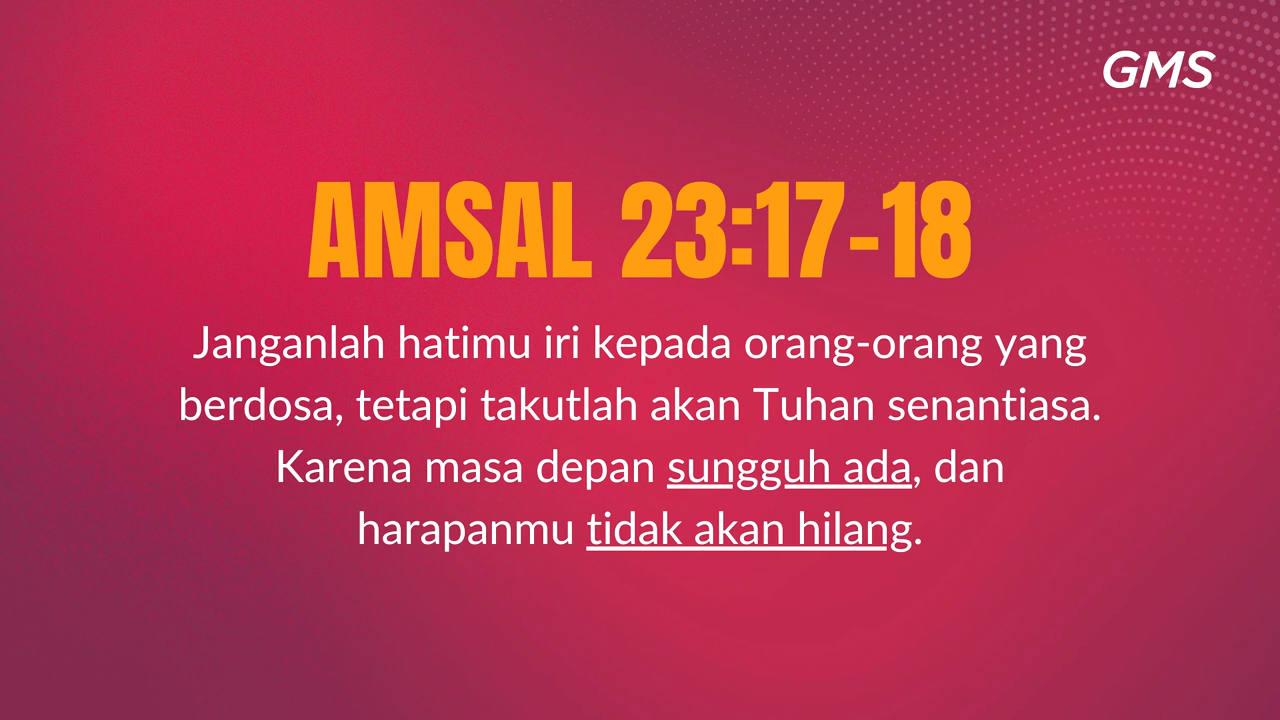 GMS
AMSAL 23:17-18
Janganlah hatimu iri kepada orang-orang yang
berdosa, tetapi takutlah akan Tuhan senantiasa.
Karena masa depan sungguh ada, dan
harapanmu tidak akan hilang.